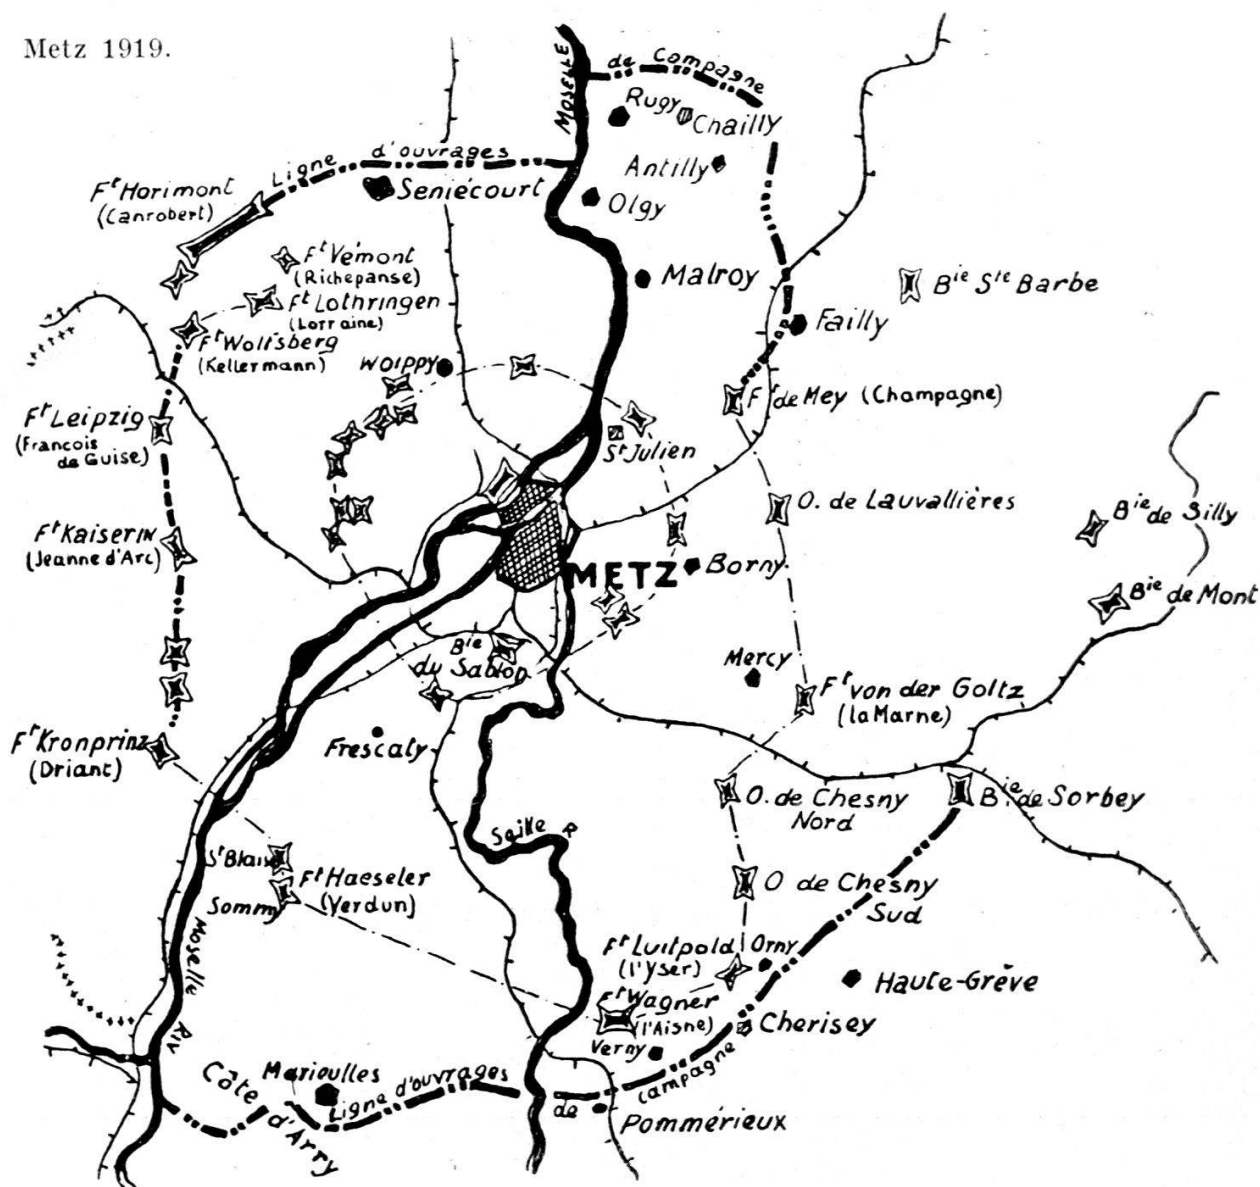 Metz 1919.
MOSELLE
de Compagne
Rugy
Chailly
Antilly
Olgy
Ligne d'ouvrages
Seniécourt
Ft Horimont
(Canrobert)
Ft Vémont
(Richepanse)
Ft Lothringen
(Lorraine)
Ft Wolfsberg
(Kellermann)
Malroy
Bie Ste Barbe
Failly
Woippy
Ft de Mey (Champagne)
Ft Leipzig
(Francois
de Guise)
St Julien
O. de Lauvallières
Bie de Silly
Ft Kaiserin
(Jeanne d'Arc)
METZ
Borny
Bie de Mont
Bie
du Sablon
Mercy
Ft von der Goltz
(la Marne)
Ft Kronprinz
(Driant)
Frescaty
O. de Chesny
Nord
Bie de Sorbey
Seille R
St Blaise
Ft Haeseler
(Verdun)
Sommy
O de Chesny
Sud
Moselle Riv
Ft Luitpold
(l'Yser)
Orny
Haute-Grève
Ft Wagner
(l'Aisne)
Cherisey
Verny
Marioulles
Côte
d'Arry
Ligne d'ouvrages
de
campagne
Pommérieux